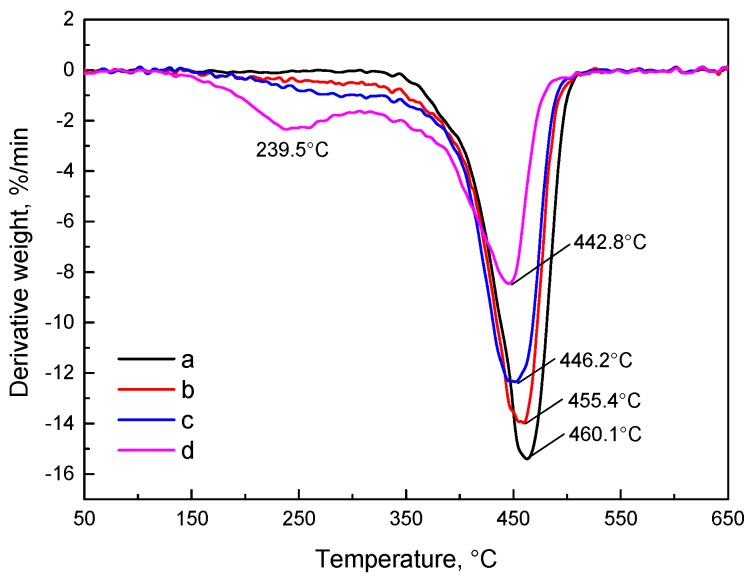 2
0
-2
-4
-6
-8
-10
-12
-14
-16
Derivative weight, %/min
239.5°C
442.8°C
446.2°C
455.4°C
460.1°C
a
b
c
d
50 150 250 350 450 550 650
Temperature, °C